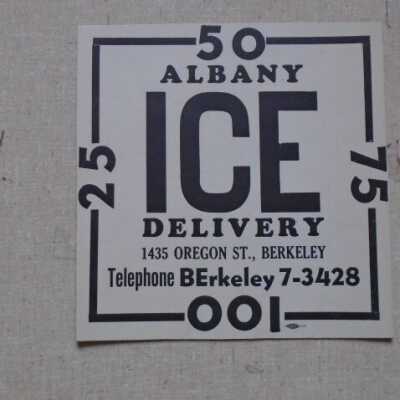 50
ALBANY
ICE
25
75
DELIVERY
1435 OREGON ST., BERKELEY
Telephone BErkeley 7-3428
100